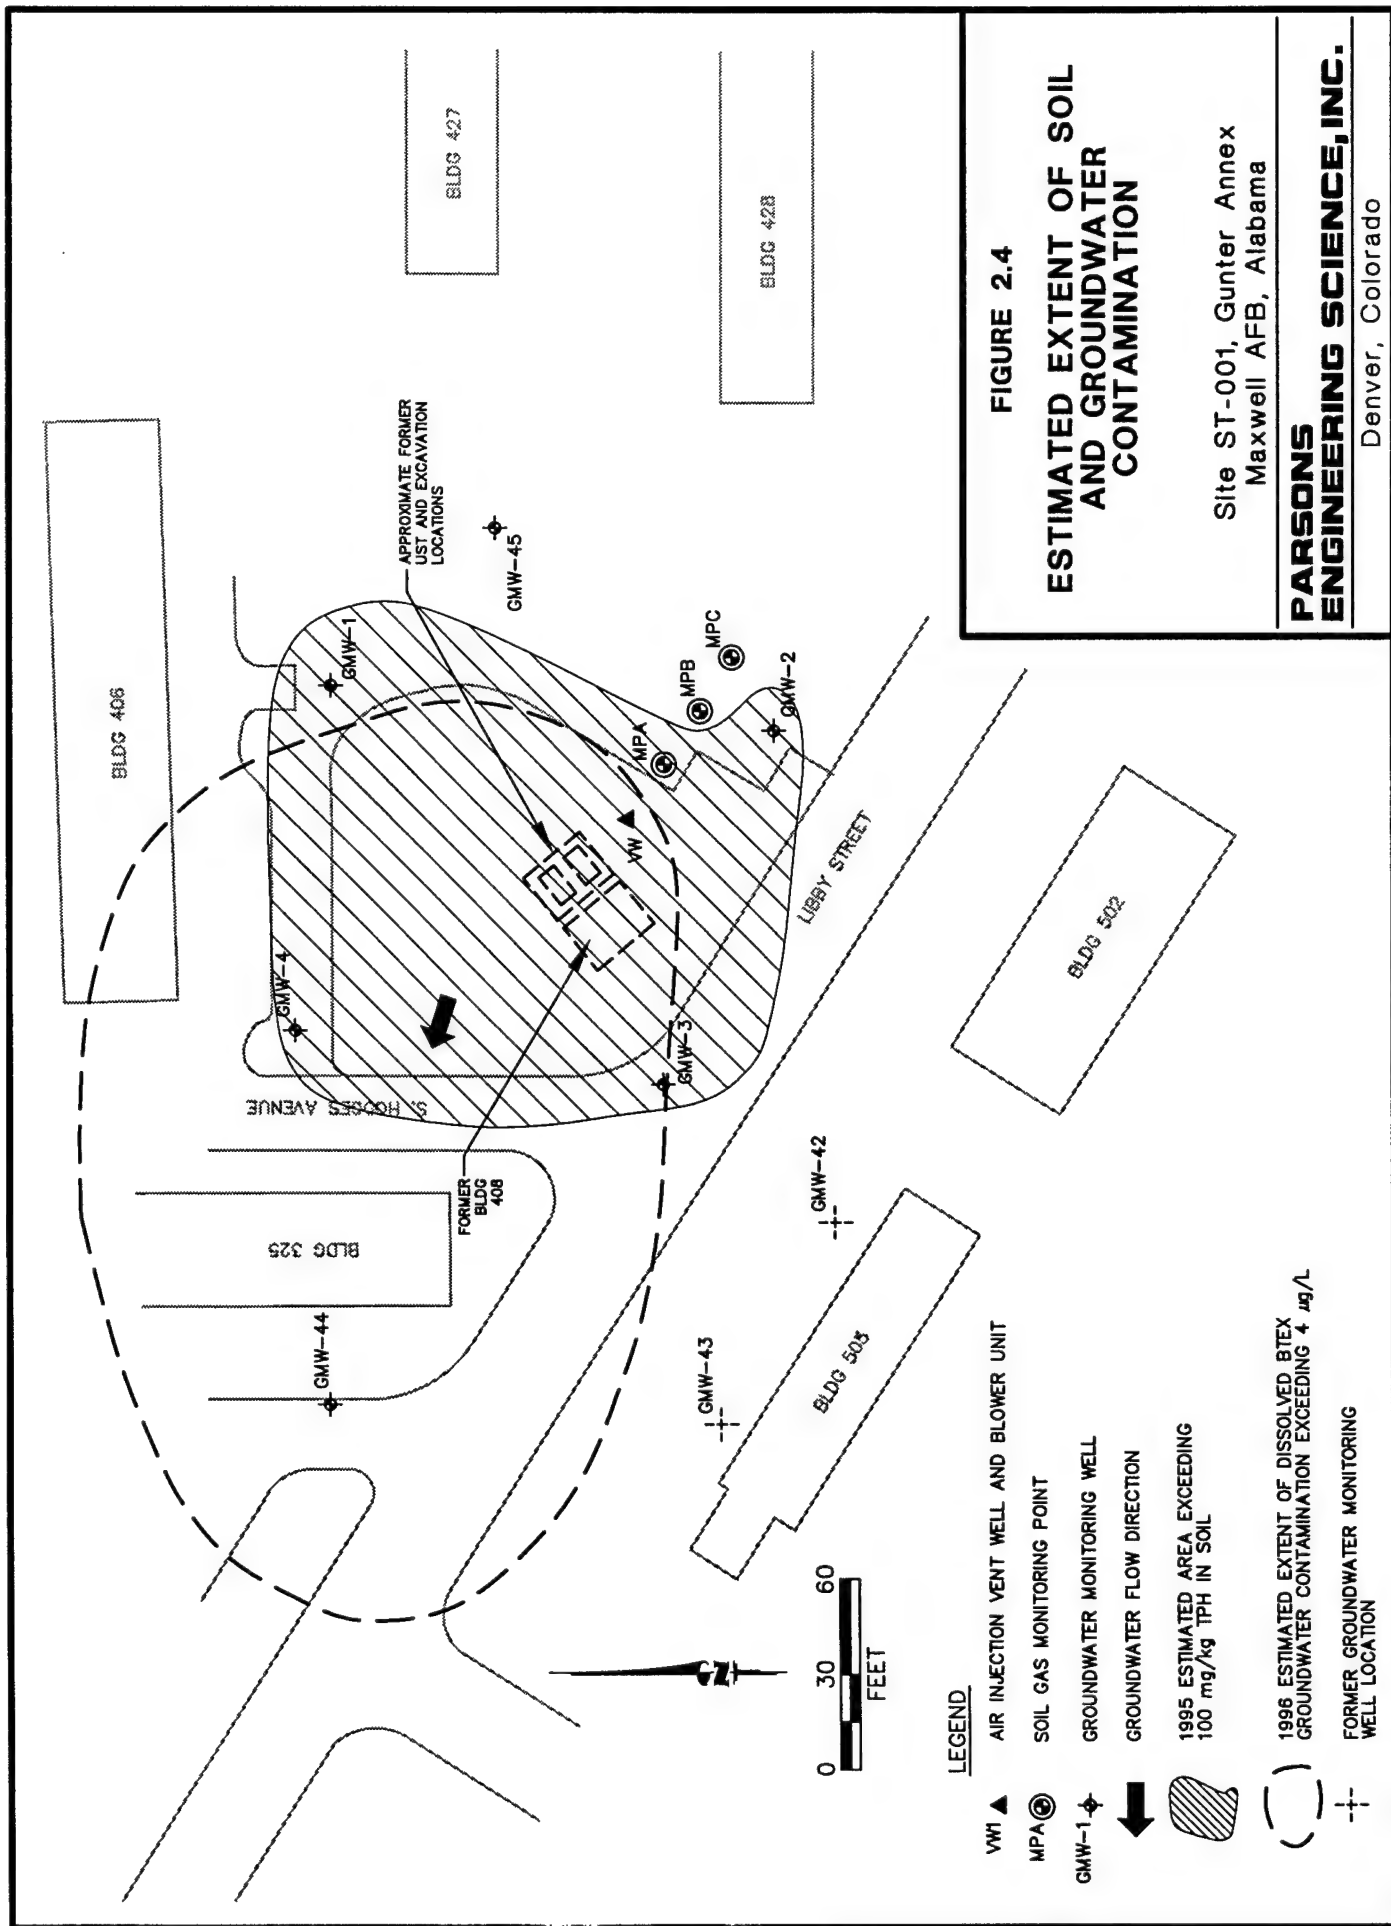 BLDG 406
BLDG 427
BLDG 428
APPROXIMATE FORMER
UST AND EXCAVATION
LOCATIONS
GMW-45
GMW-1
GMW-4
MPC
MPB
MPA
GMW-2
VW
S. HODGES AVENUE
GMW-3
LIBBY STREET
BLDG 325
FORMER
BLDG
408
GMW-44
GMW-42
GMW-43
BLDG 502
BLDG 505
N
0 30 60
FEET
LEGEND
VW1 AIR INJECTION VENT WELL AND BLOWER UNIT
MPA SOIL GAS MONITORING POINT
GMW-1 GROUNDWATER MONITORING WELL
GROUNDWATER FLOW DIRECTION
1995 ESTIMATED AREA EXCEEDING
100 mg/kg TPH IN SOIL
1996 ESTIMATED EXTENT OF DISSOLVED BTEX
GROUNDWATER CONTAMINATION EXCEEDING 4 µg/L
FORMER GROUNDWATER MONITORING
WELL LOCATION
FIGURE 2.4
ESTIMATED EXTENT OF SOIL
AND GROUNDWATER
CONTAMINATION
Site ST-001, Gunter Annex
Maxwell AFB, Alabama
PARSONS
ENGINEERING SCIENCE, INC.
Denver, Colorado